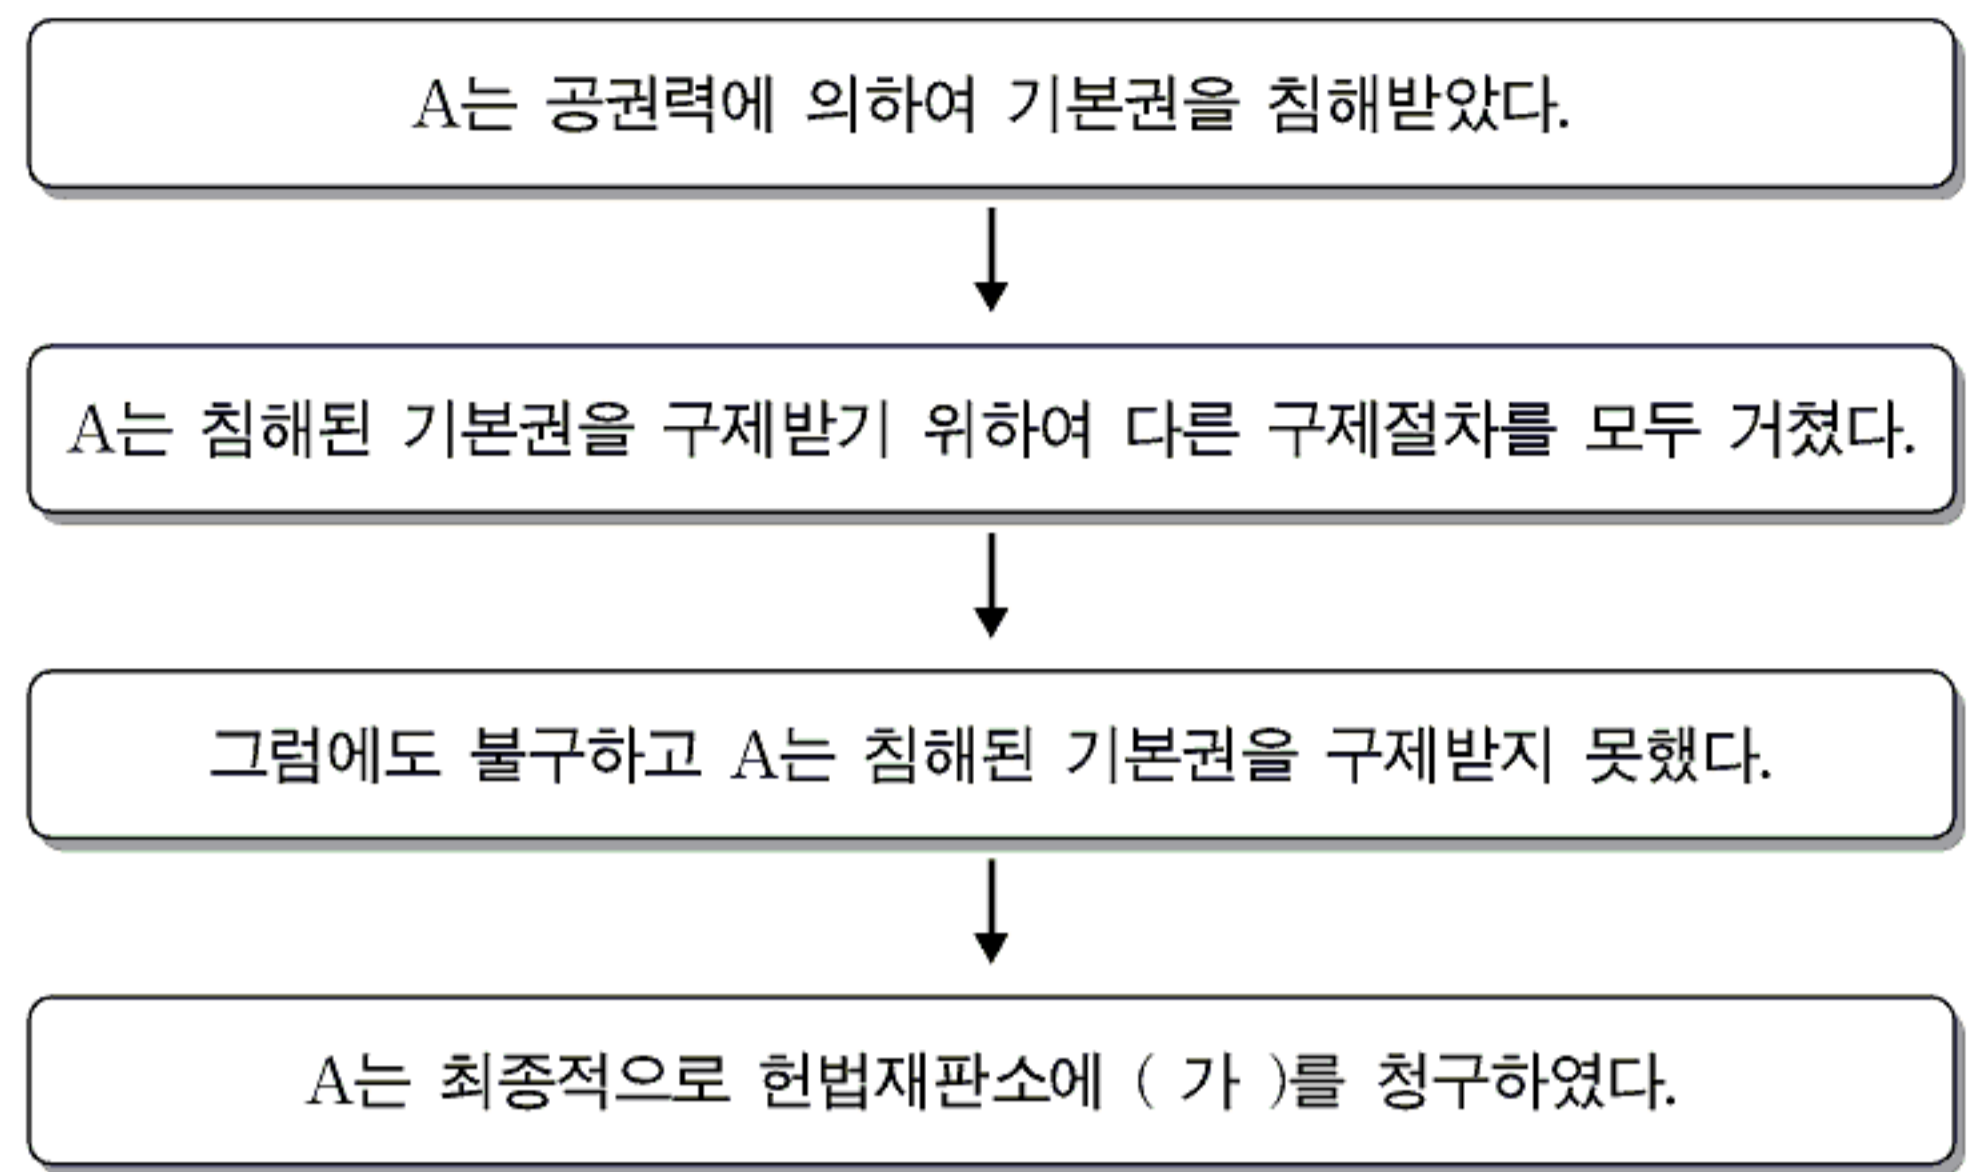 A는 공권력에 의하여 기본권을 침해받았다.
A는 침해된 기본권을 구제받기 위하여 다른 구제절차를 모두 거쳤다.
그럼에도 불구하고 A는 침해된 기본권을 구제받지 못했다.
A는 최종적으로 헌법재판소에 ( 가 )를 청구하였다.